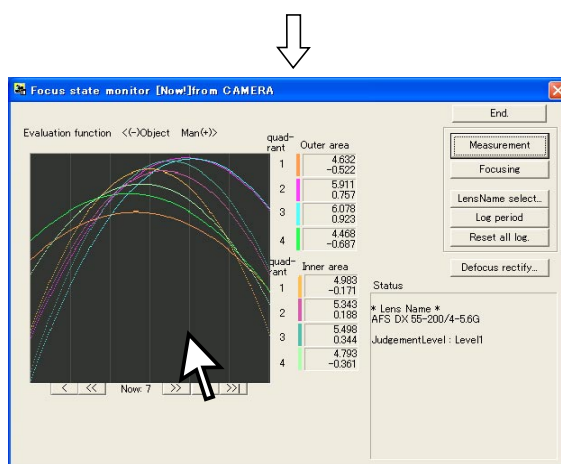 Focus state monitor [Now!]from CAMERA
End.
Evaluation function <(-)Object Man(+)>
quad-
rant Outer area
1 4.632
-0.522
2 5.911
0.757
3 6.078
0.923
4 4.468
-0.687
quad-
rant Inner area
1 4.983
-0.171
2 5.343
0.188
3 5.498
0.344
4 4.793
-0.361
< << Now: 7 >> >>|
Measurement
Focusing
LensName select...
Log period
Reset all log.
Defocus rectify...
Status
* Lens Name *
AFS DX 55-200/4-5.6G
JudgementLevel : Level1